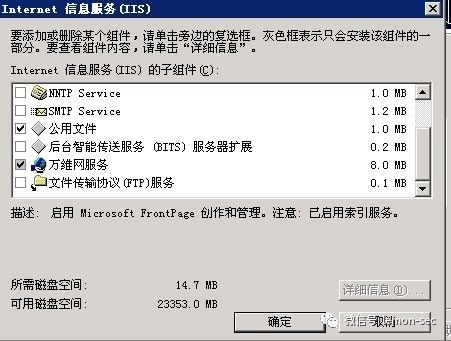 Internet 信息服务(IIS)
要添加或删除某个组件，请单击旁边的复选框。灰色框表示只会安装该组件的一
部分。要查看组件内容，请单击“详细信息”。
Internet 信息服务(IIS) 的子组件(C):
NNTP Service 1.0 MB
SMTP Service 1.2 MB
公用文件 1.0 MB
后台智能传送服务 (BITS) 服务器扩展 0.2 MB
万维网服务 8.0 MB
文件传输协议(FTP)服务 0.1 MB
描述: 启用 Microsoft FrontPage 创作和管理。注意: 已启用索引服务。
所需磁盘空间: 14.7 MB
可用磁盘空间: 23353.0 MB
详细信息(D)...
确定
取消
微信号:
mon-sec